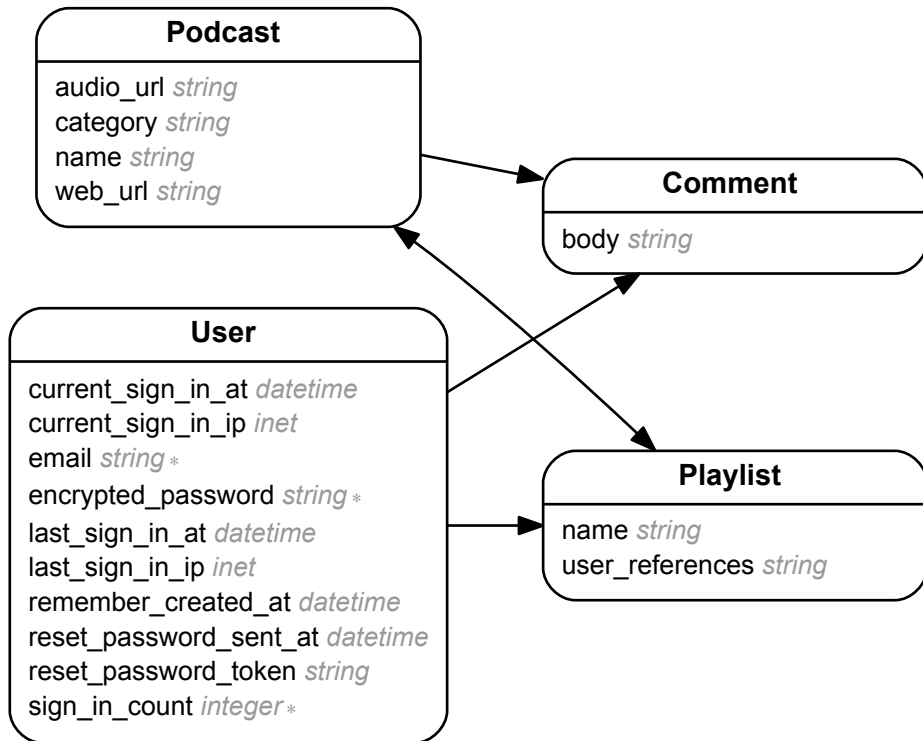 Podcast
audio_url string
category string
name string
web_url string
Comment
body string
User
current_sign_in_at datetime
current_sign_in_ip inet
email string *
encrypted_password string *
last_sign_in_at datetime
last_sign_in_ip inet
remember_created_at datetime
reset_password_sent_at datetime
reset_password_token string
sign_in_count integer *
Playlist
name string
user_references string